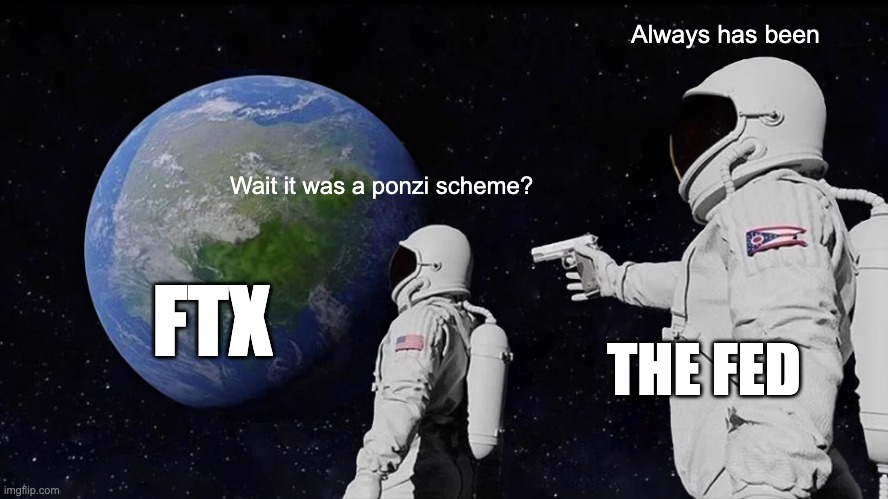 Always has been
Wait it was a ponzi scheme?
FTX
THE FED
imgflip.com